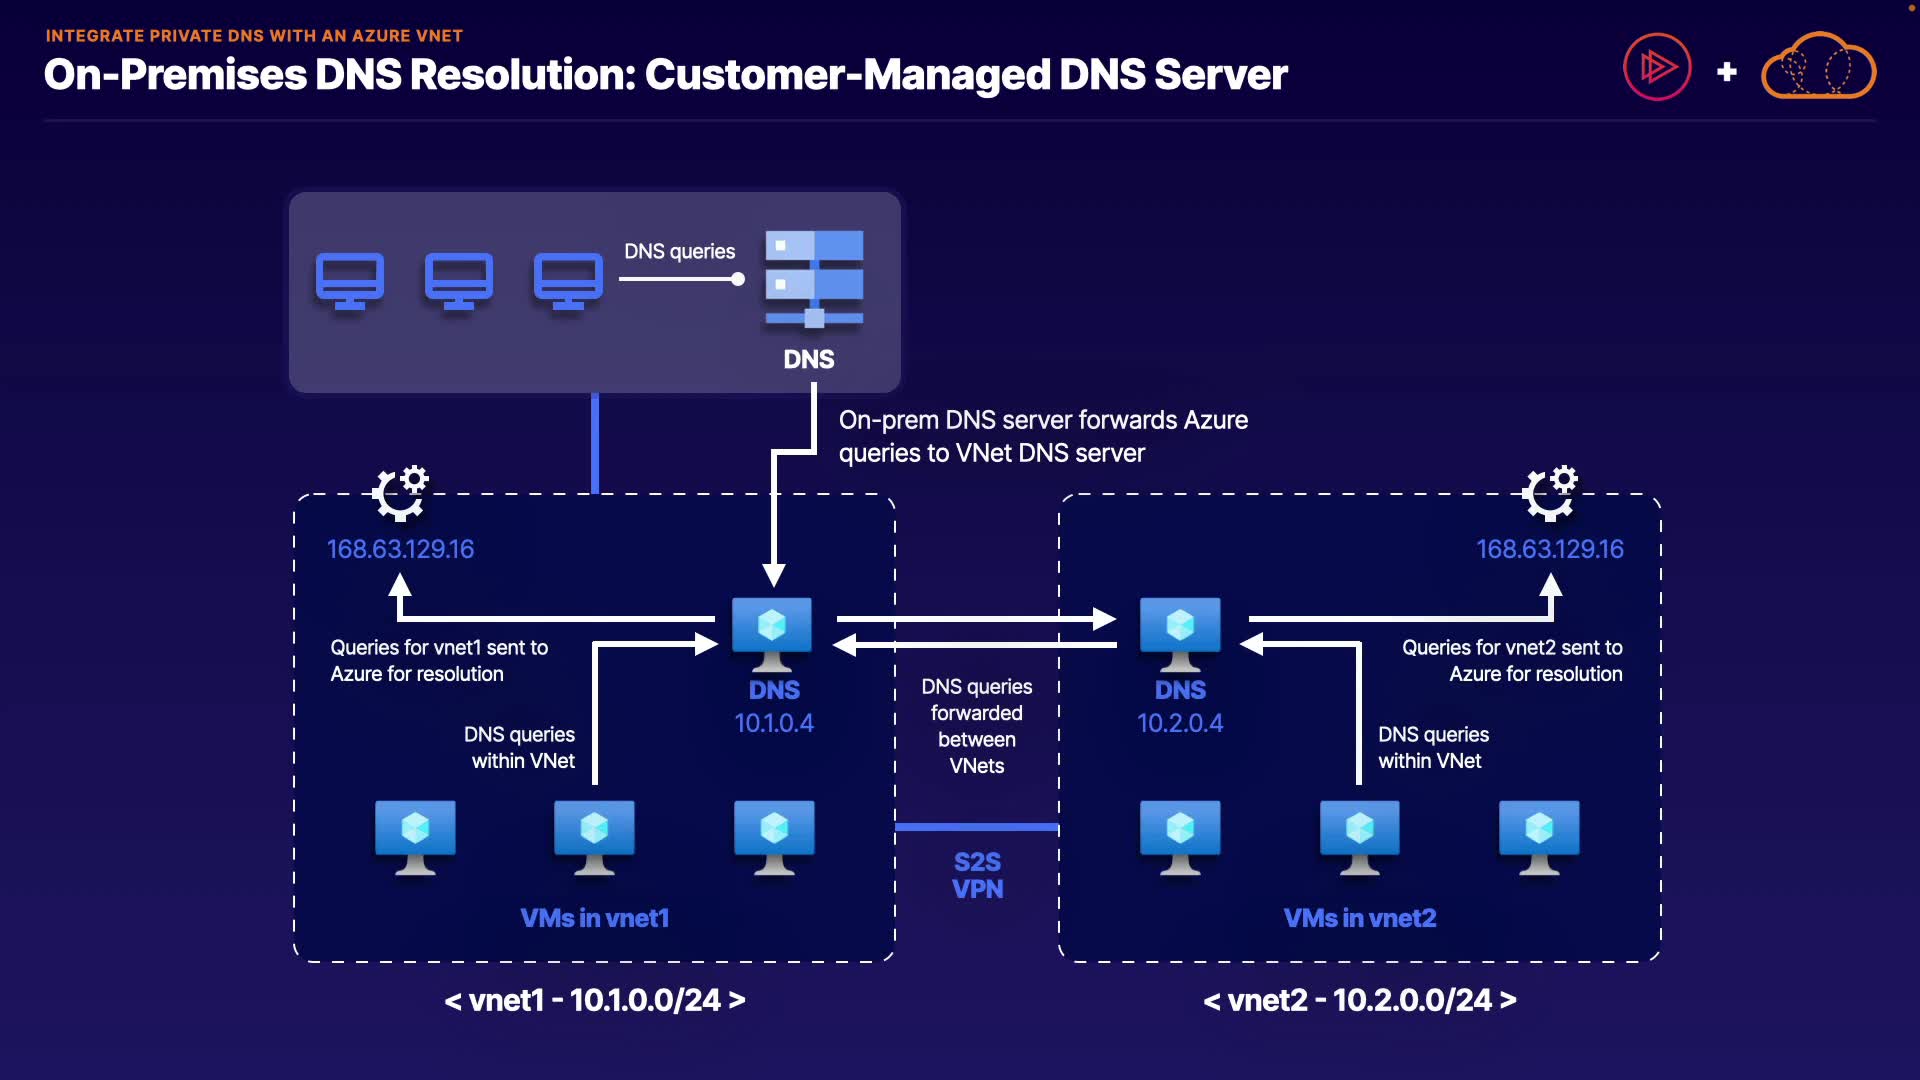 INTEGRATE PRIVATE DNS WITH AN AZURE VNET
On-Premises DNS Resolution: Customer-Managed DNS Server
DNS queries
DNS
On-prem DNS server forwards Azure
queries to VNet DNS server
168.63.129.16
Queries for vnet1 sent to
Azure for resolution
DNS queries
within VNet
DNS
10.1.0.4
VMs in vnet1
< vnet1 - 10.1.0.0/24 >
DNS queries
forwarded
between
VNets
S2S
VPN
168.63.129.16
DNS
10.2.0.4
Queries for vnet2 sent to
Azure for resolution
DNS queries
within VNet
VMs in vnet2
< vnet2 - 10.2.0.0/24 >